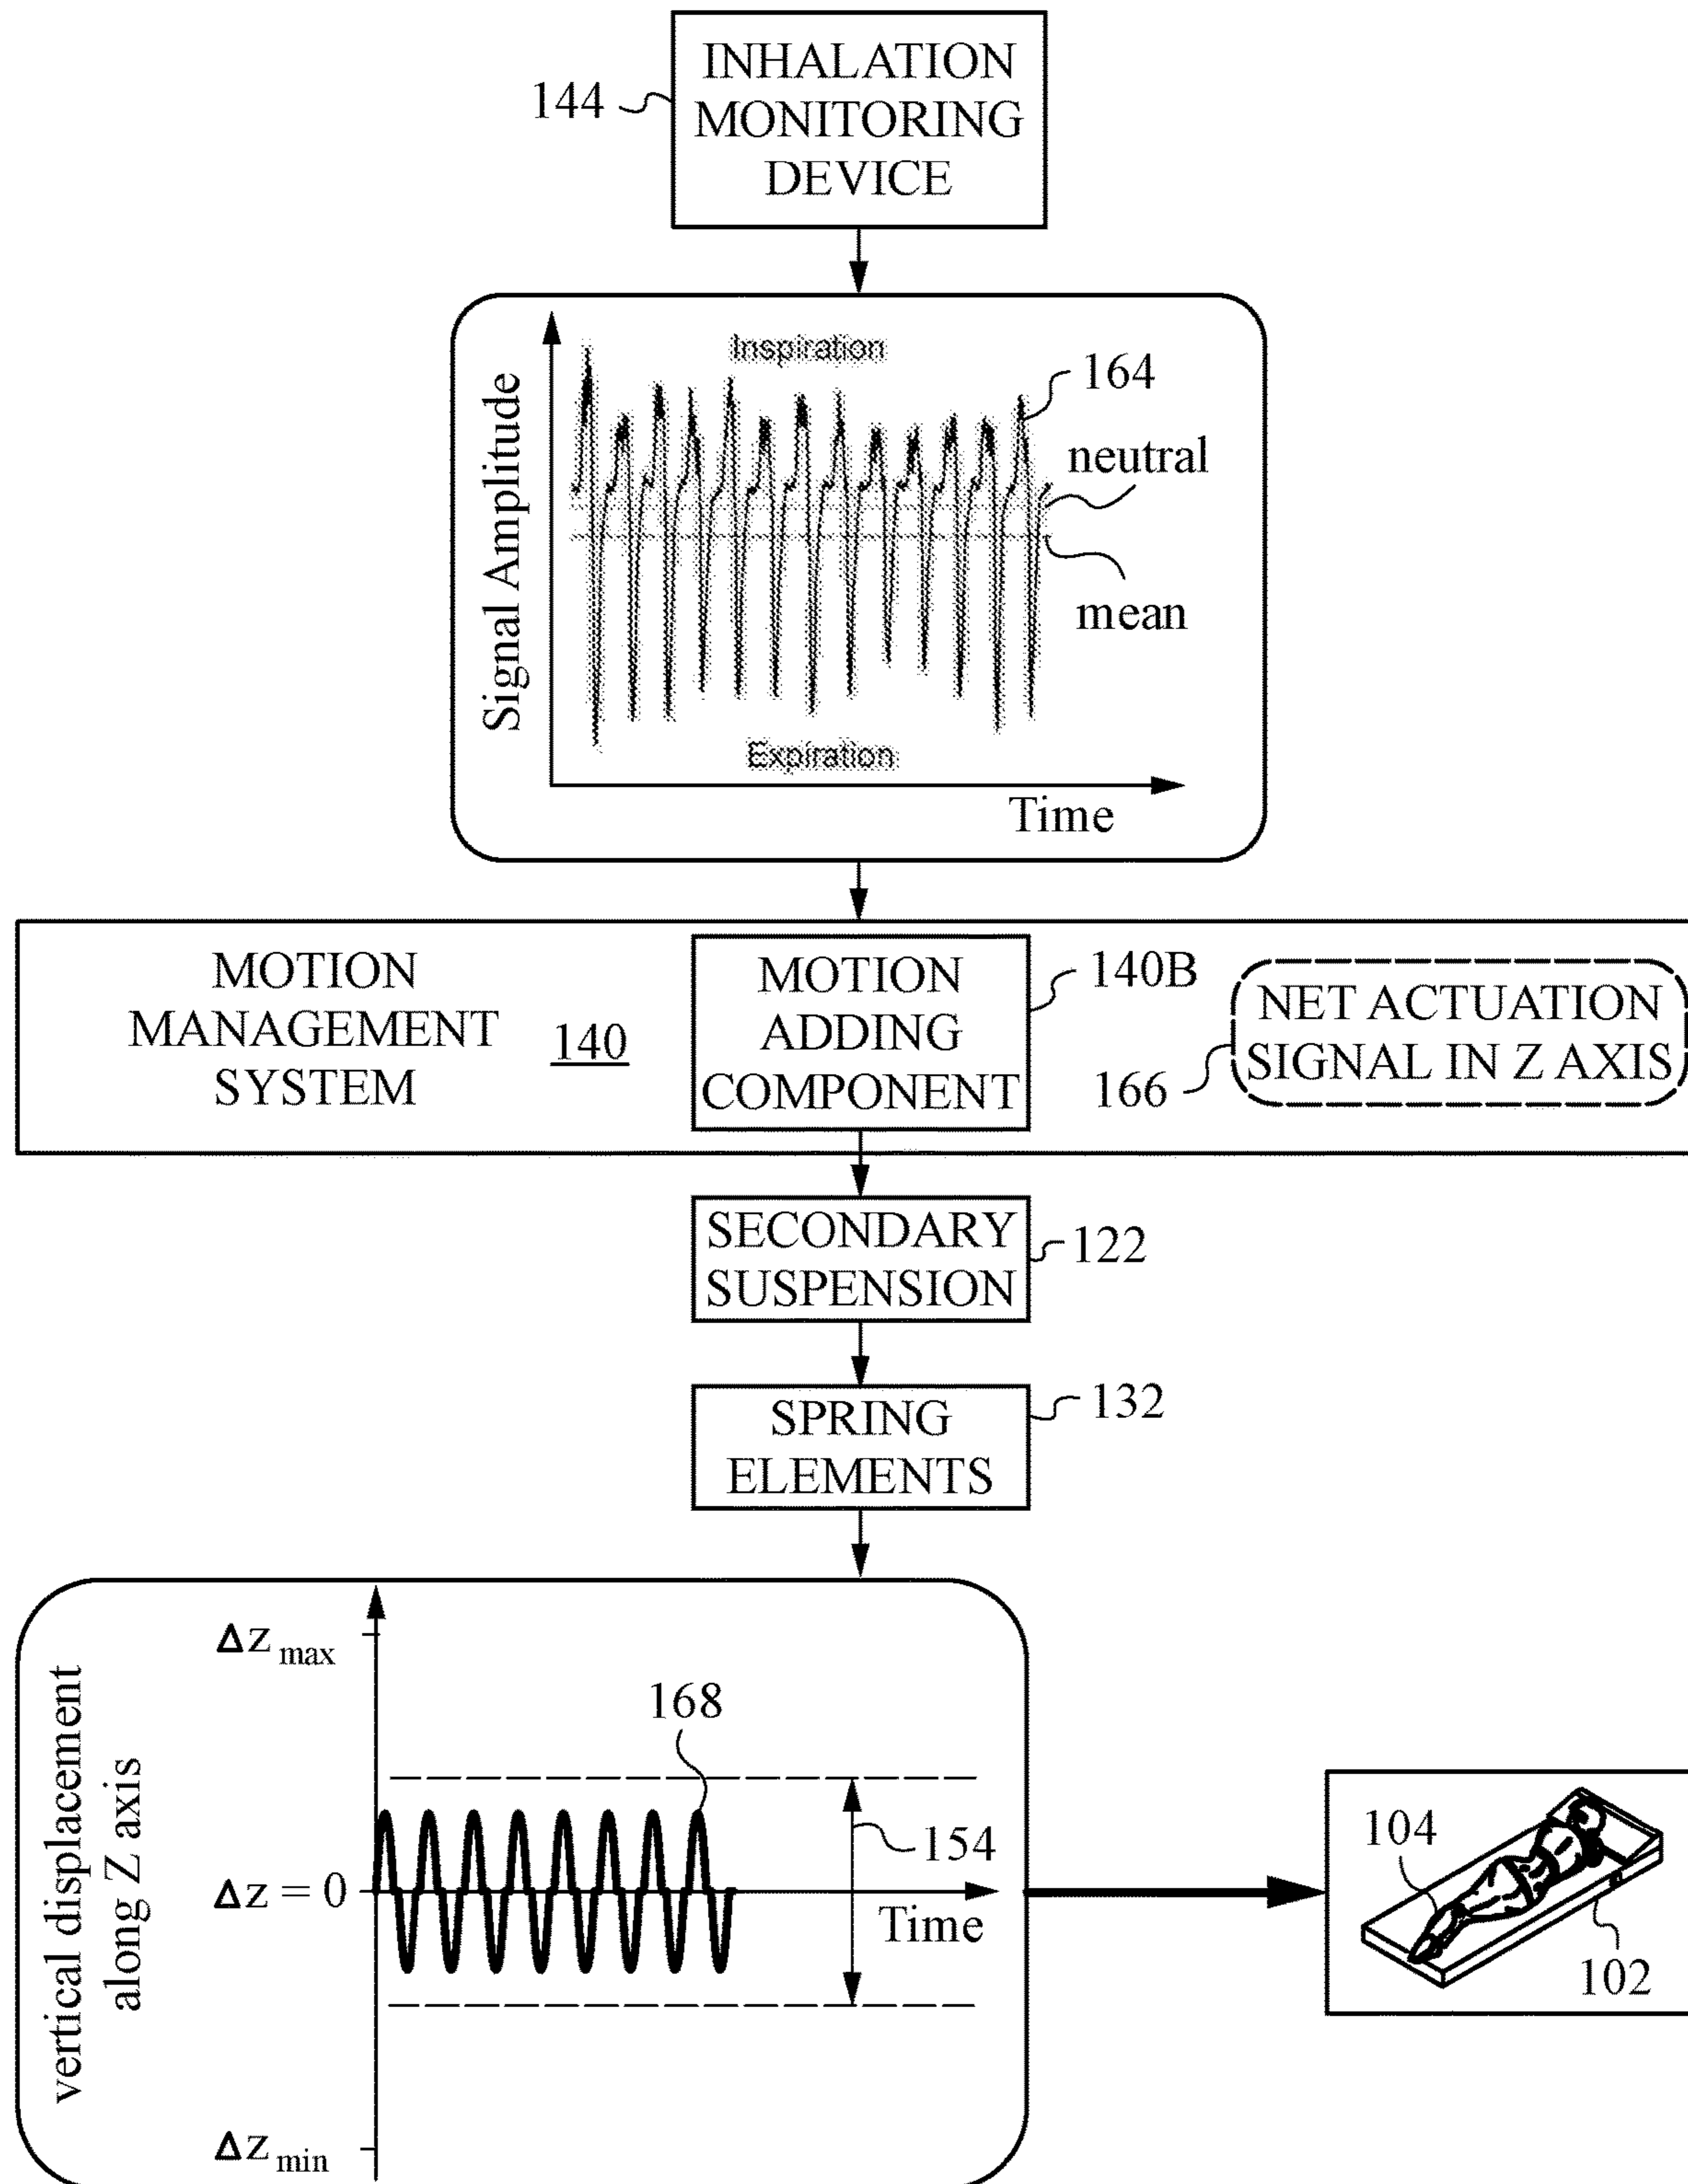 INHALATION
MONITORING
DEVICE
144
Inspiration
164
neutral
mean
Signal Amplitude
Expiration
Time
MOTION
MANAGEMENT
SYSTEM
140
MOTION
ADDING
COMPONENT
140B
NET ACTUATION
SIGNAL IN Z AXIS
166
SECONDARY
SUSPENSION
122
SPRING
ELEMENTS
132
vertical displacement
along Z axis
Δz max
168
154
Δz = 0
Time
Δz min
104
102